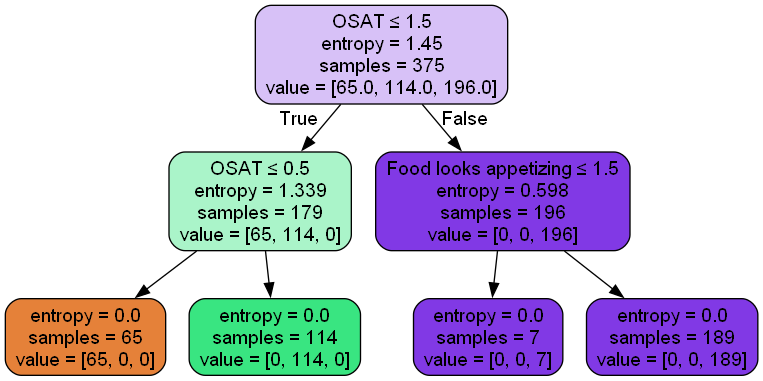 OSAT ≤ 1.5
entropy = 1.45
samples = 375
value = [65.0, 114.0, 196.0]
True
False
OSAT ≤ 0.5
entropy = 1.339
samples = 179
value = [65, 114, 0]
Food looks appetizing ≤ 1.5
entropy = 0.598
samples = 196
value = [0, 0, 196]
entropy = 0.0
samples = 65
value = [65, 0, 0]
entropy = 0.0
samples = 114
value = [0, 114, 0]
entropy = 0.0
samples = 7
value = [0, 0, 7]
entropy = 0.0
samples = 189
value = [0, 0, 189]